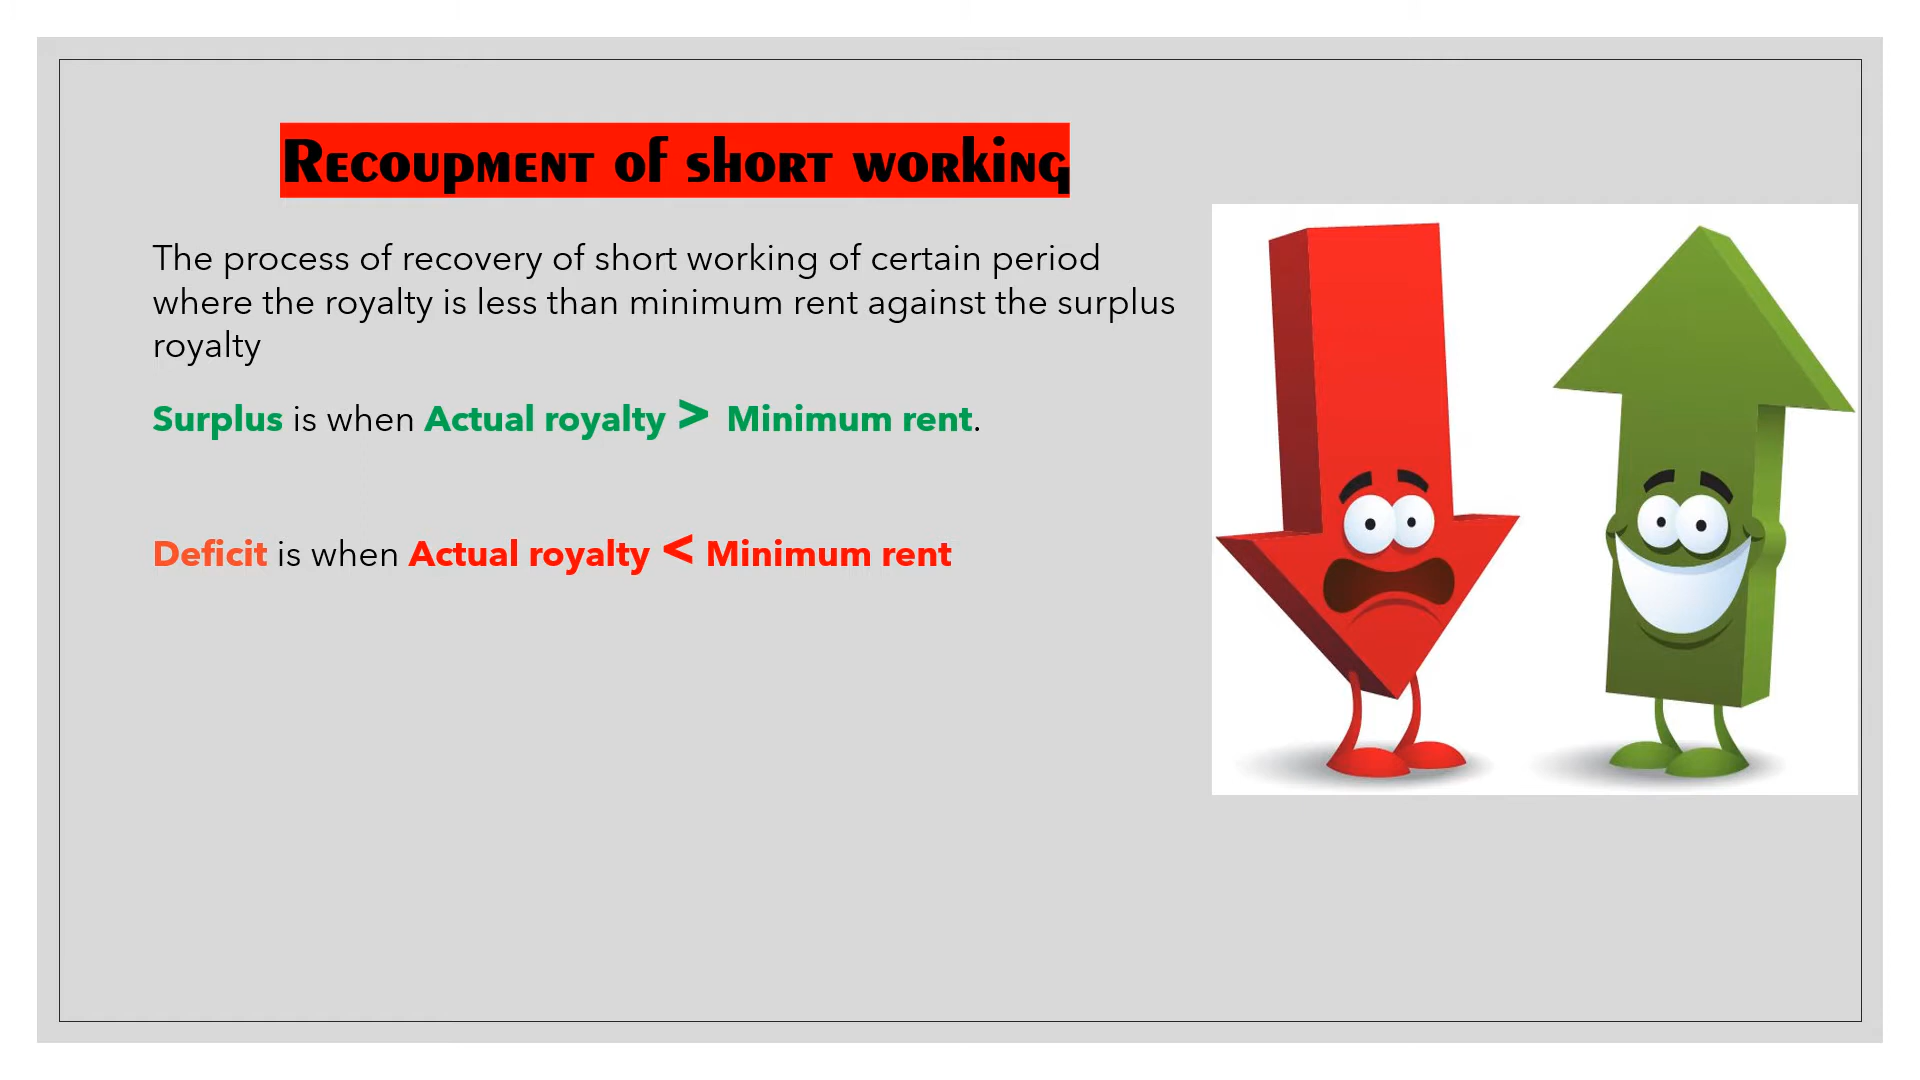 Recoupment of short working
The process of recovery of short working of certain period
where the royalty is less than minimum rent against the surplus
royalty
Surplus is when Actual royalty > Minimum rent.
Deficit is when Actual royalty < Minimum rent